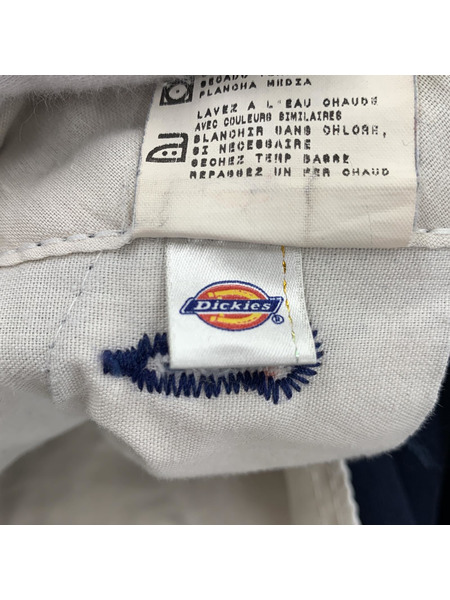 PLANCHA MEDIA
LAVEZ A L'EAU CHAUDE
AVEC COULEURS SIMILAIRES
BLANCHIR DANS CHLORE,
SI NECESSAIRE
SECHEZ TEMP BASSE
REPASSEZ UN FER CHAUD
Dickies
®